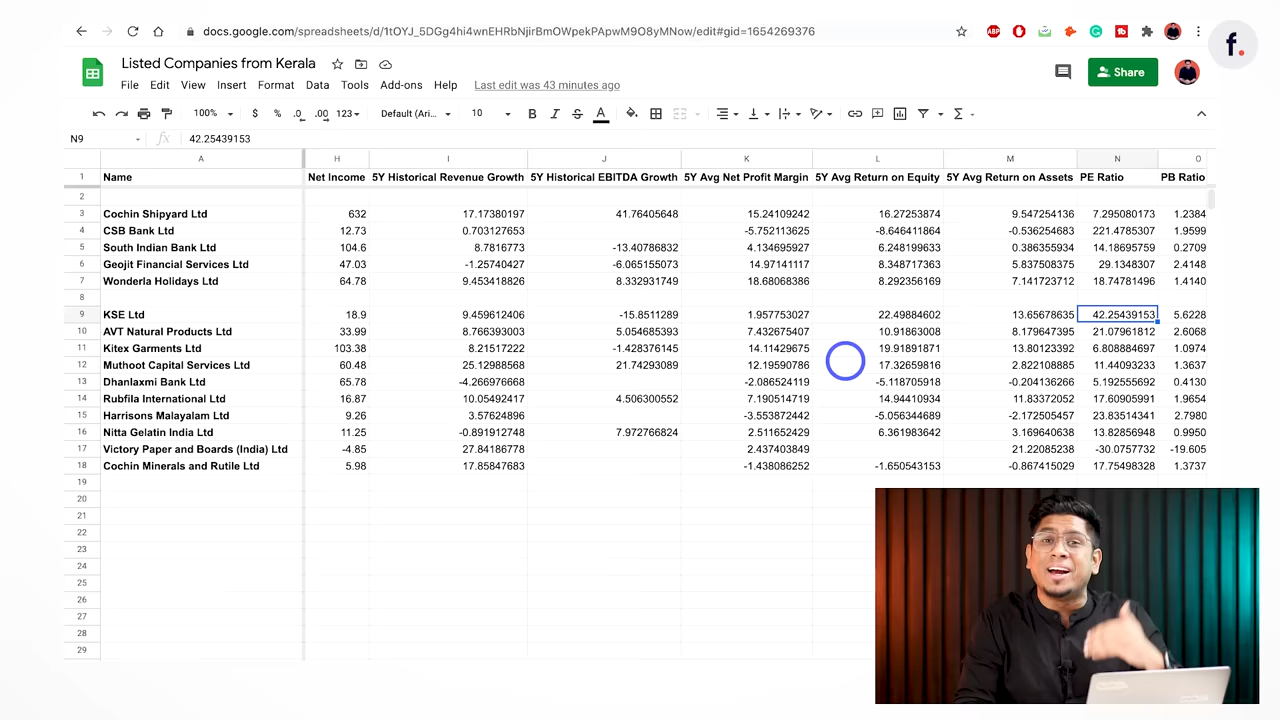 docs.google.com/spreadsheets/d/1tOYJ_5DGg4hi4wnEHRbNjirBmOWpekPApwM9O8yMNow/edit#gid=1654269376
f.
Listed Companies from Kerala
File Edit View Insert Format Data Tools Add-ons Help Last edit was 43 minutes ago
Share
100% $ % .0 .00 123 Default (Ari... 10 B I S A
N9 fx 42.25439153
A H I J K L M N O
1 Name Net Income 5Y Historical Revenue Growth 5Y Historical EBITDA Growth 5Y Avg Net Profit Margin 5Y Avg Return on Equity 5Y Avg Return on Assets PE Ratio PB Ratio
2
3 Cochin Shipyard Ltd 632 17.17380197 41.76405648 15.24109242 16.27253874 9.547254136 7.295080173 1.2384
4 CSB Bank Ltd 12.73 0.703127653 -5.752113625 -8.646411864 -0.536254683 221.4785307 1.9599
5 South Indian Bank Ltd 104.6 8.7816773 -13.40786832 4.134695927 6.248199633 0.386355934 14.18695759 0.2709
6 Geojit Financial Services Ltd 47.03 -1.25740427 -6.065155073 14.97141117 8.348717363 5.837508375 29.1348307 2.4148
7 Wonderla Holidays Ltd 64.78 9.453418826 8.332931749 18.68068386 8.292356169 7.141723712 18.74781496 1.4140
8
9 KSE Ltd 18.9 9.459612406 -15.8511289 1.957753027 22.49884602 13.65678635 42.25439153 5.6228
10 AVT Natural Products Ltd 33.99 8.766393003 5.054685393 7.432675407 10.91863008 8.179647395 21.07961812 2.6068
11 Kitex Garments Ltd 103.38 8.21517222 -1.428376145 14.11429675 19.91891871 13.80123392 6.808884697 1.0974
12 Muthoot Capital Services Ltd 60.48 25.12988568 21.74293089 12.19590786 17.32659816 2.822108885 11.44093233 1.3637
13 Dhanlaxmi Bank Ltd 65.78 -4.266976668 -2.086524119 -5.118705918 -0.204136266 5.192555692 0.4130
14 Rubfila International Ltd 16.87 10.05492417 4.506300552 7.190514719 14.94410934 11.83372052 17.60905991 1.9654
15 Harrisons Malayalam Ltd 9.26 3.57624896 -3.553872442 -5.056344689 -2.172505457 23.83514341 2.7980
16 Nitta Gelatin India Ltd 11.25 -0.891912748 7.972766824 2.511652429 6.361983642 3.169640638 13.82856948 0.9950
17 Victory Paper and Boards (India) Ltd -4.85 27.84186778 2.437403849 21.22085238 -30.0757732 -19.605
18 Cochin Minerals and Rutile Ltd 5.98 17.85847683 -1.438086252 -1.650543153 -0.867415029 17.75498328 1.3737
19
20
21
22
23
24
25
26
27
28
29